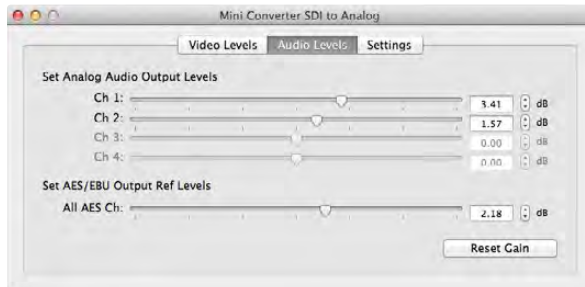 Mini Converter SDI to Analog
Video Levels Audio Levels Settings
Set Analog Audio Output Levels
Ch 1: 3.41 dB
Ch 2: 1.57 dB
Ch 3: 0.00 dB
Ch 4: 0.00 dB
Set AES/EBU Output Ref Levels
All AES Ch: 2.18 dB
Reset Gain